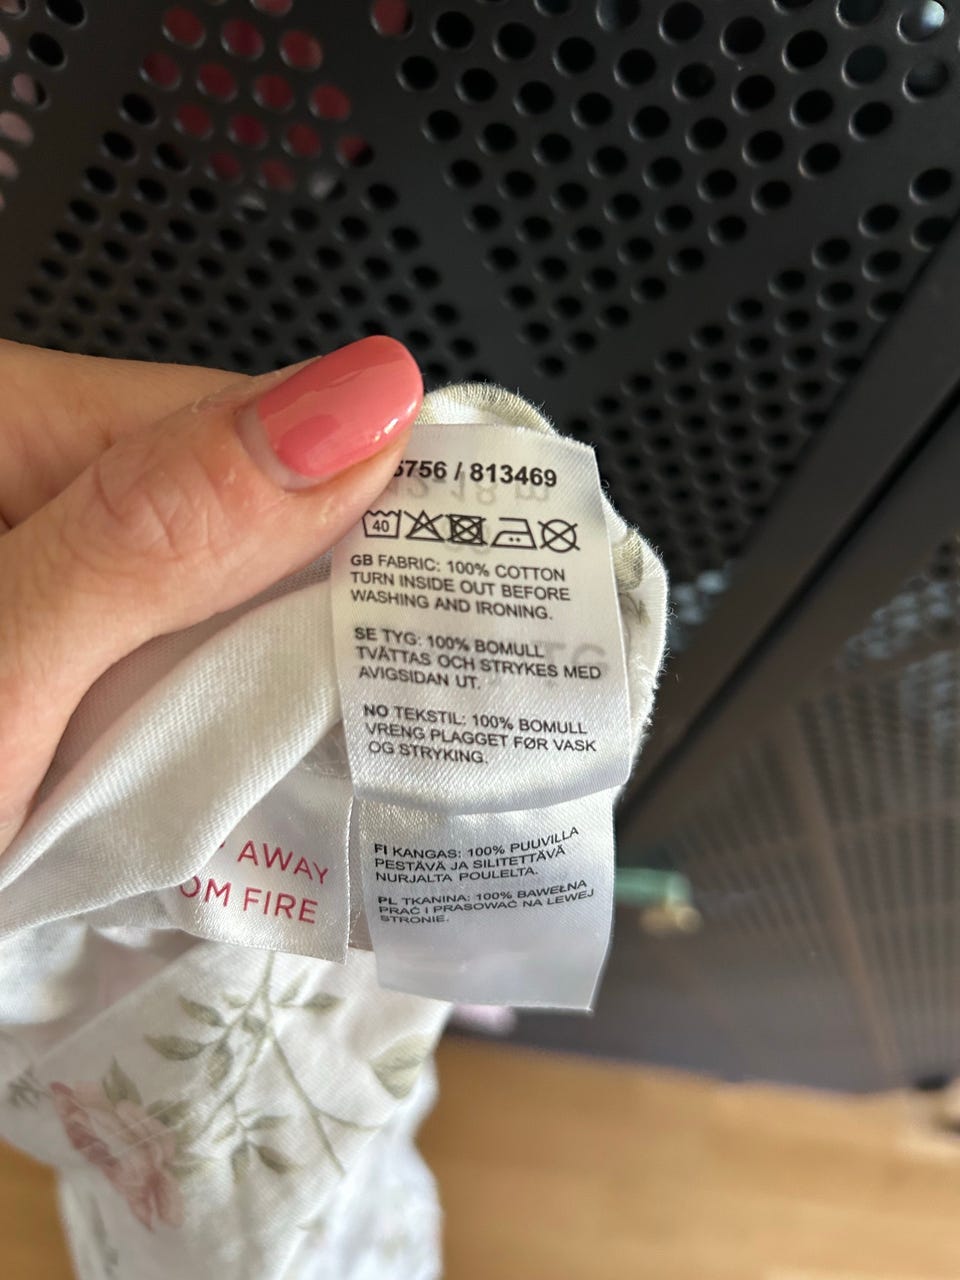 5756 / 813469
40
GB FABRIC: 100% COTTON
TURN INSIDE OUT BEFORE
WASHING AND IRONING.
SE TYG: 100% BOMULL
TVÄTTAS OCH STRYKES MED
AVIGSIDAN UT.
NO TEKSTIL: 100% BOMULL
VRENG PLAGGET FØR VASK
OG STRYKING.
FI KANGAS: 100% PUUVILLA
PESTÄVÄ JA SILITETTÄVÄ
NURJALTA POULELTA.
PL TKANINA: 100% BAWEŁNA
PRAĆ I PRASOWAĆ NA LEWEJ
STRONIE.
AWAY
OM FIRE